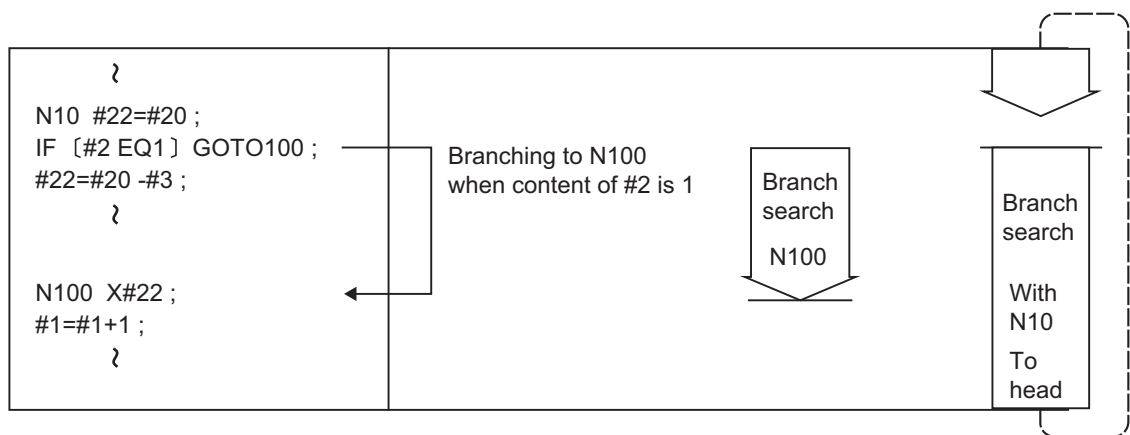 ~
N10 #22=#20 ;
IF 〔#2 EQ1〕 GOTO100 ;
#22=#20 -#3 ;
~
N100 X#22 ;
#1=#1+1 ;
~
Branching to N100
when content of #2 is 1
Branch
search
N100
Branch
search
With
N10
To
head